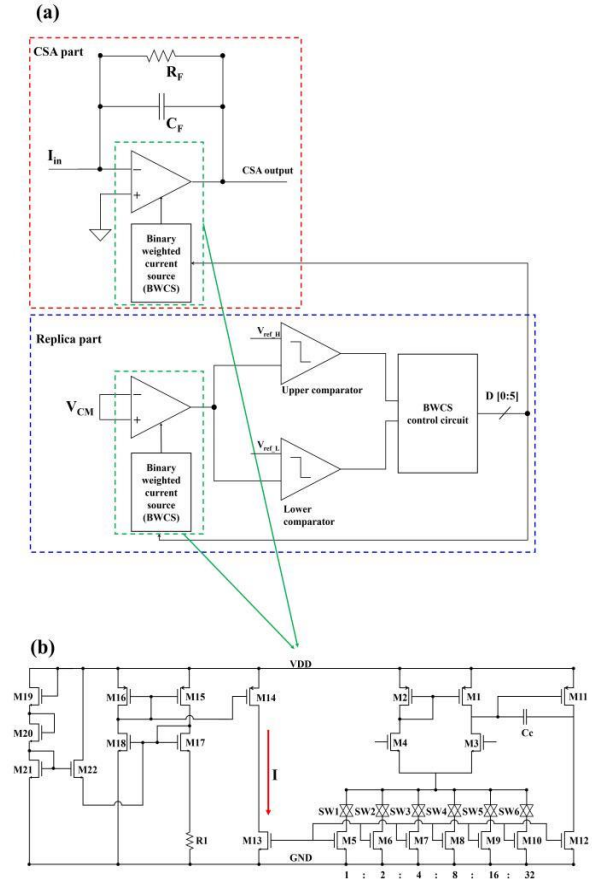 (a)
CSA part
R_F
C_F
I_in
−
+
CSA output
Binary
weighted
current
source
(BWCS)
Replica part
V_ref_H
Upper comparator
V_CM
−
+
BWCS
control circuit
D [0:5]
V_ref_L
Lower
comparator
Binary
weighted
current
source
(BWCS)
(b)
VDD
M19
M16
M15
M14
M2
M1
M11
M20
Cc
M18
M17
M4
M3
M21
M22
I
SW1
SW2
SW3
SW4
SW5
SW6
R1
M13
M5
M6
M7
M8
M9
M10
M12
GND
1 : 2 : 4 : 8 : 16 : 32